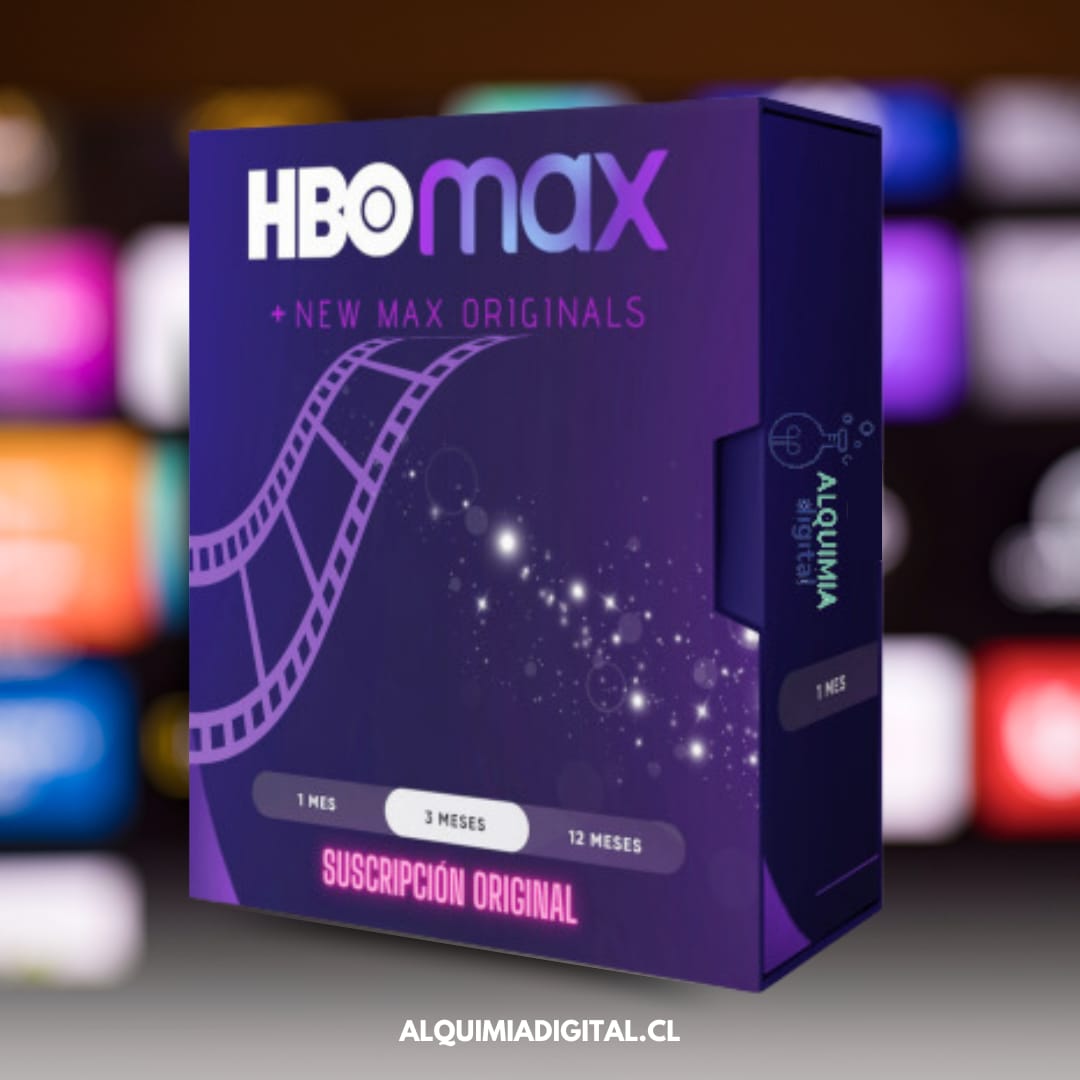 HBOmax
+NEW MAX ORIGINALS
1 MES
3 MESES
12 MESES
SUSCRIPCIÓN ORIGINAL
ALQUIMIA
digital
1 MES
ALQUIMIADIGITAL.CL